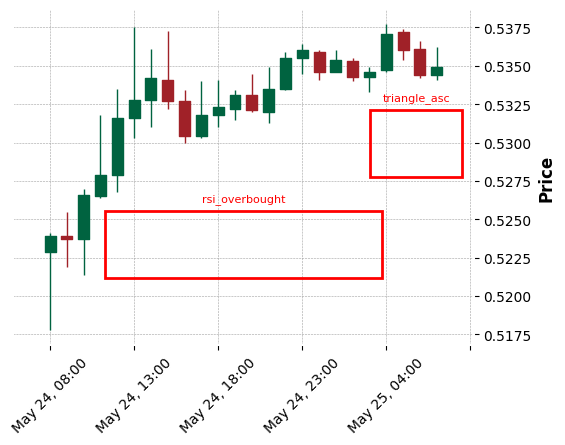 0.5375
0.5350
triangle_asc
0.5325
0.5300
0.5275
rsi_overbought
0.5250
0.5225
0.5200
0.5175
Price
May 24, 08:00
May 24, 13:00
May 24, 18:00
May 24, 23:00
May 25, 04:00